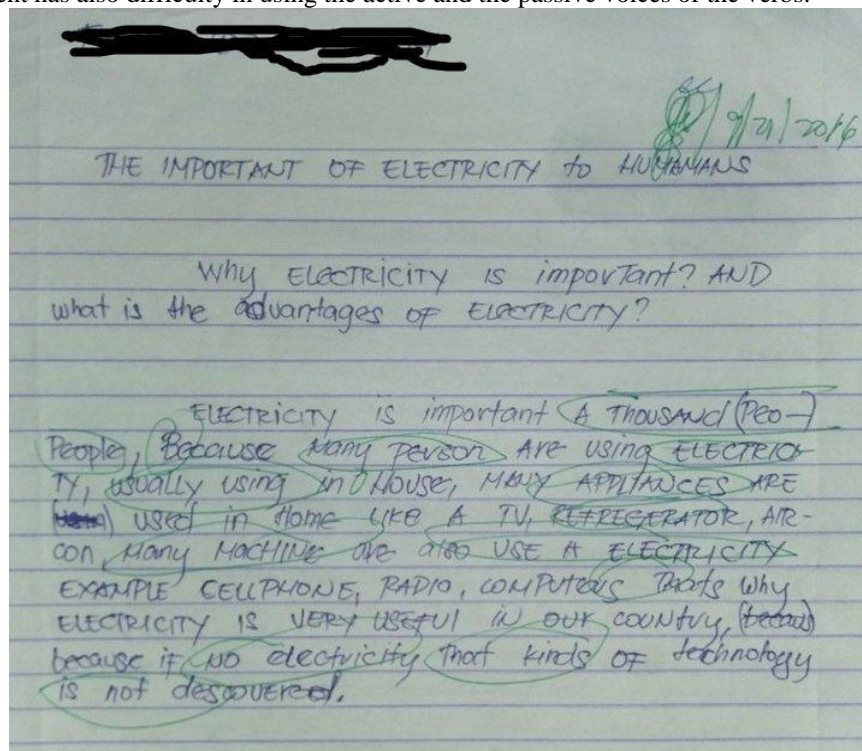 ent has also difficulty in using the active and the passive voices of the verbs.
9/21/2016
THE IMPORTANT OF ELECTRICITY to HUMAMANS
Why ELECTRICITY IS imporTant? AND
what is the advantages OF ELECTRICITY?
ELECTRICITY is important A THOUSANd (Peo-)
People, Because Many person Are using ELECTRICI-
TY, usually using in House, MANY APPLIANCES ARE
used in Home LIKE A TV, REFREGERATOR, AIR-
con Many MACHINE are also USE A ELECTRICITY
EXAMPLE CELLPHONE, RADIO, COMPUTERS Thats Why
ELECTRICITY IS VERY USEFUl IN our COUNtry, (becaus)
because if NO electricity That kinds OF technology
is not descovered.